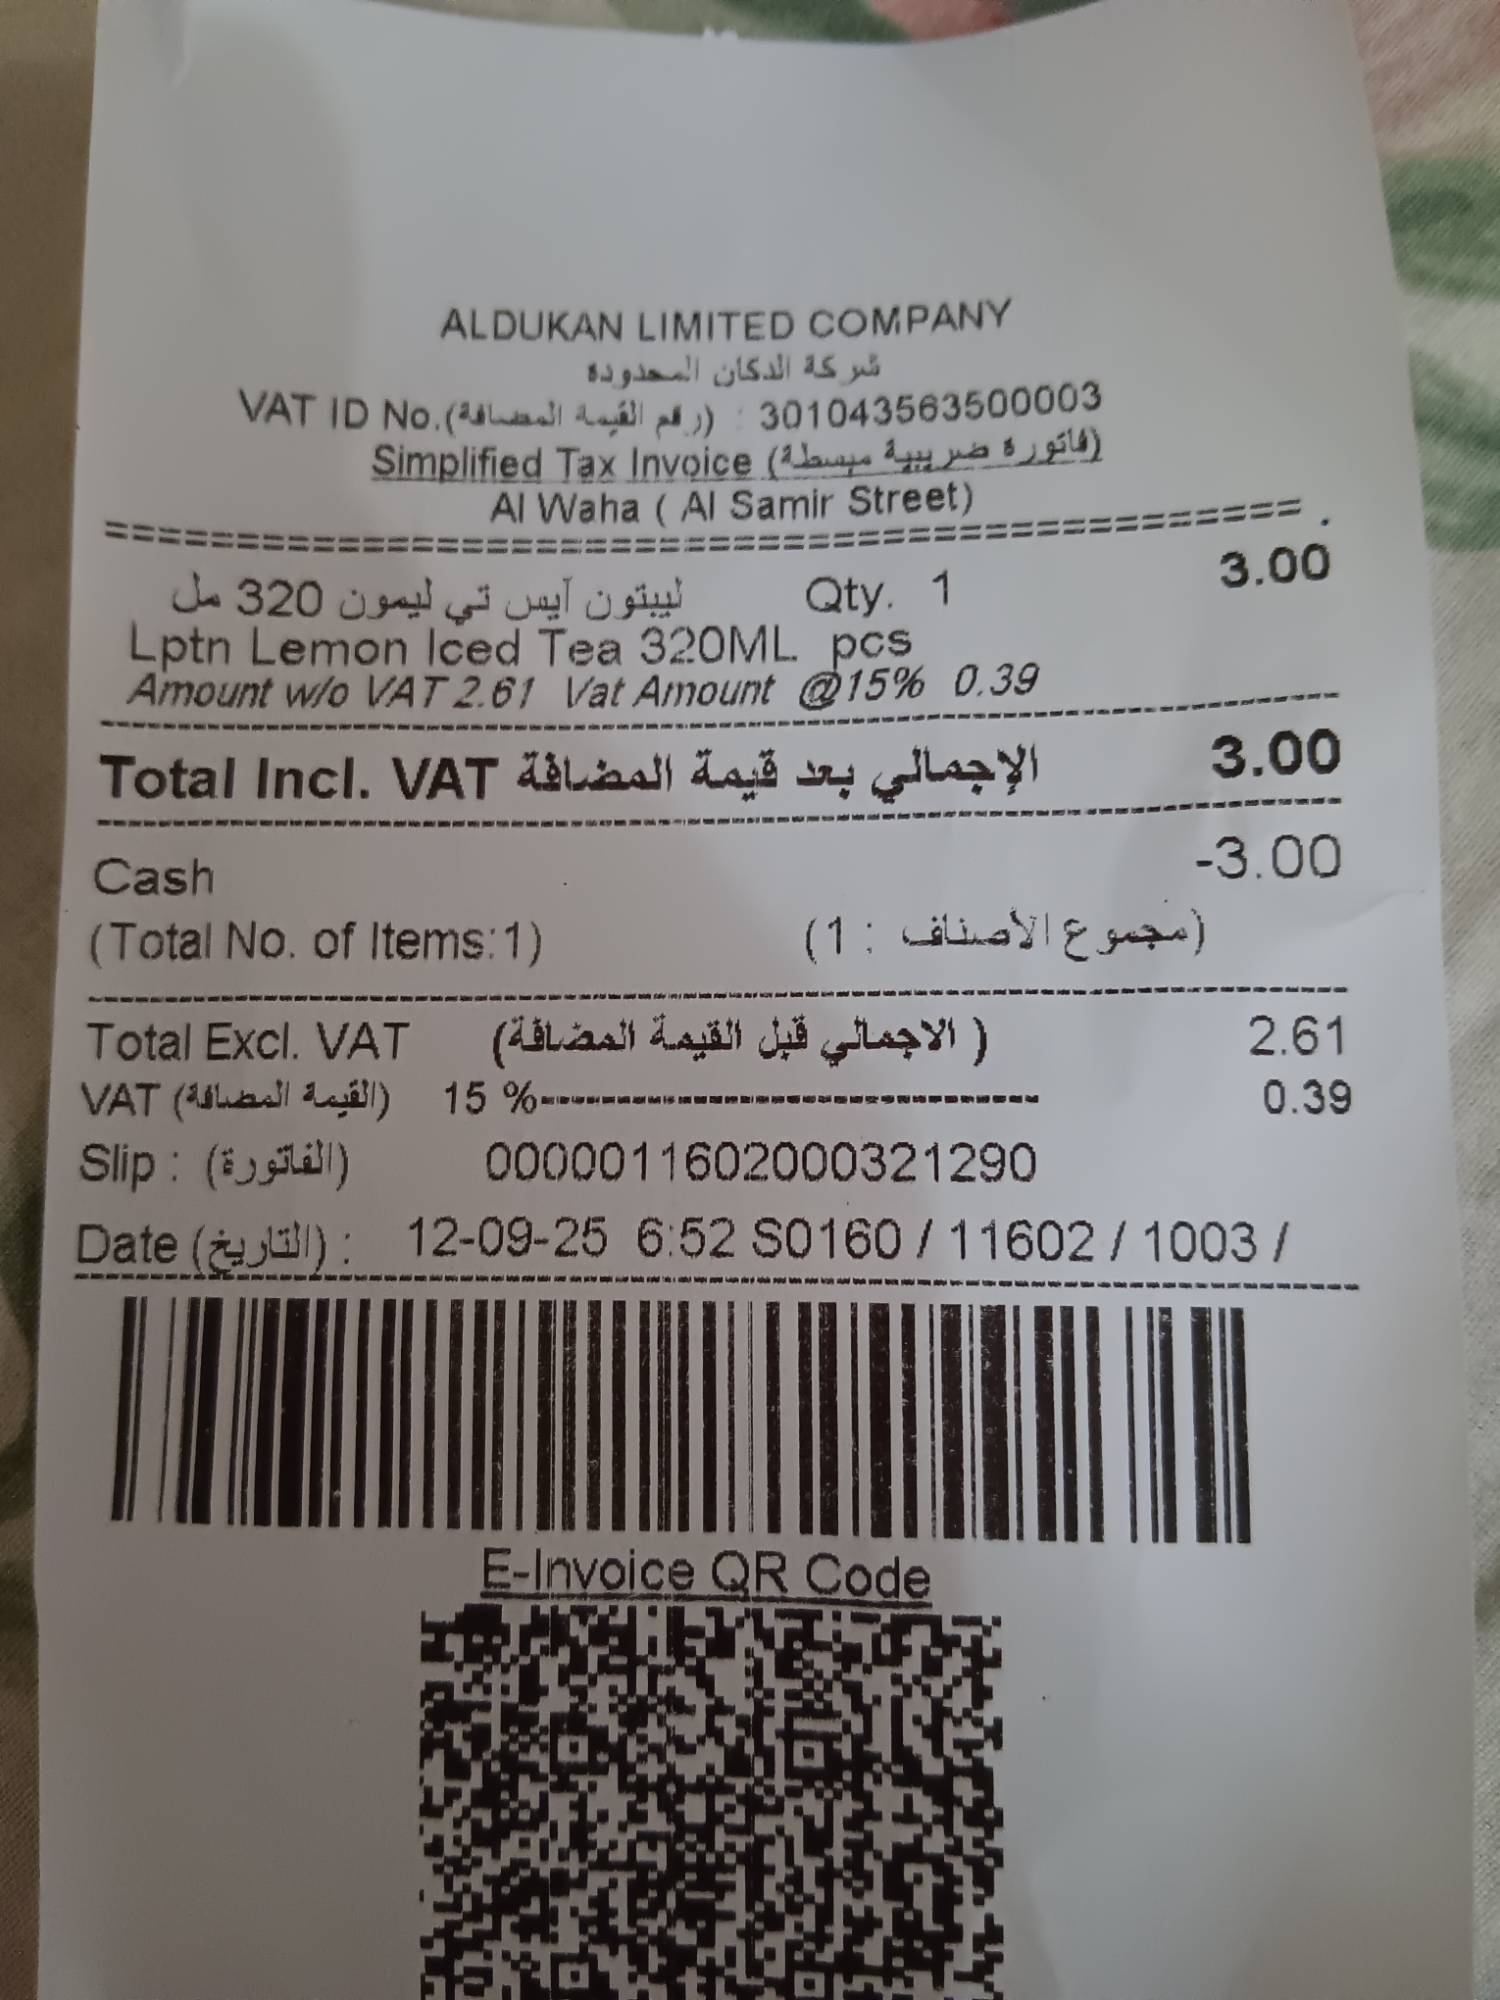 ALDUKAN LIMITED COMPANY
شركة الدكان المحدودة
VAT ID No.(رقم القيمة المضافة) : 301043563500003
Simplified Tax Invoice (فاتورة ضريبية مبسطة)
Al Waha ( Al Samir Street)
===============================================
ليبتون آيس تي ليمون 320 مل Qty. 1 3.00
Lptn Lemon Iced Tea 320ML pcs
Amount w/o VAT 2.61 Vat Amount @15% 0.39
Total Incl. VAT الإجمالي بعد قيمة المضافة 3.00
Cash -3.00
(Total No. of Items:1) (مجموع الأصناف : 1)
Total Excl. VAT (الاجمالي قبل القيمة المضافة ) 2.61
VAT (القيمة المضافة) 15 %-------------------------------- 0.39
Slip : (الفاتورة) 0000011602000321290
Date (التاريخ) : 12-09-25 6:52 S0160 / 11602 / 1003 /
E-Invoice QR Code